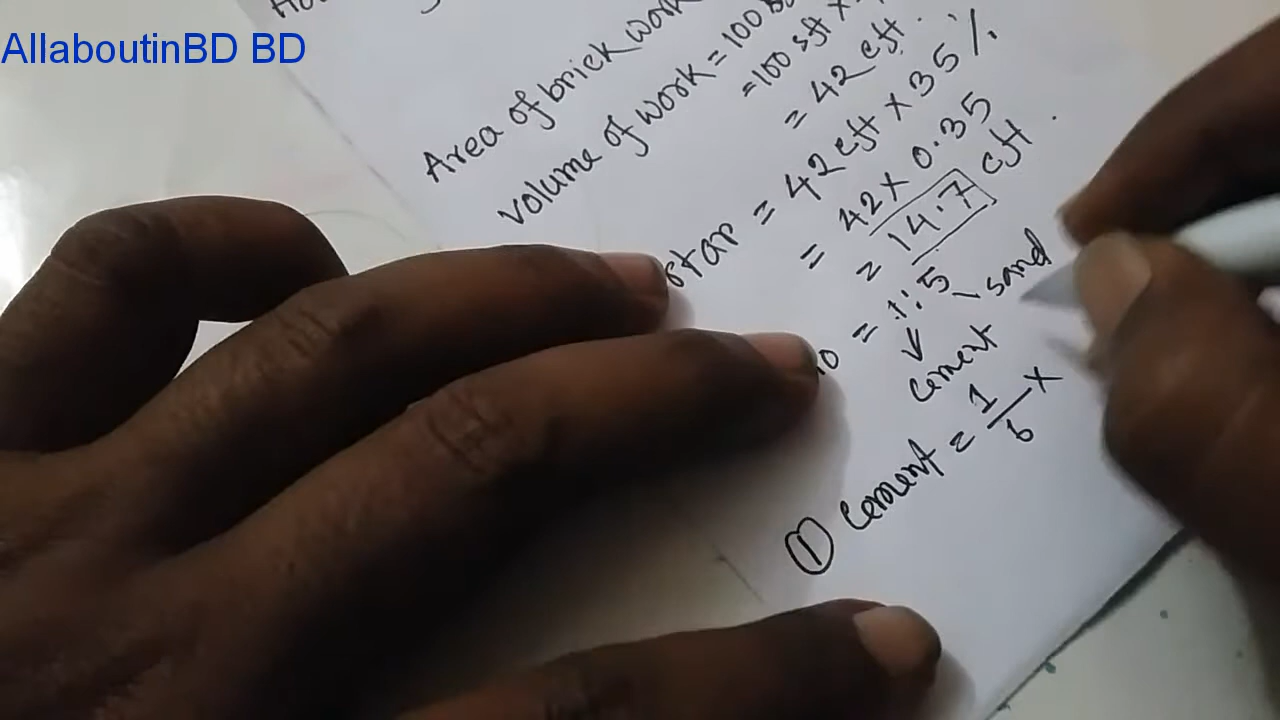 AllaboutinBD BD
Area of brick work
Volume of work = 100
= 100 sft ×
= 42 cft.
= 42 cft × 35%
= 42 × 0.35
= 14.7 cft.
= 1:5
sand
cement
① Cement = 1/6 ×